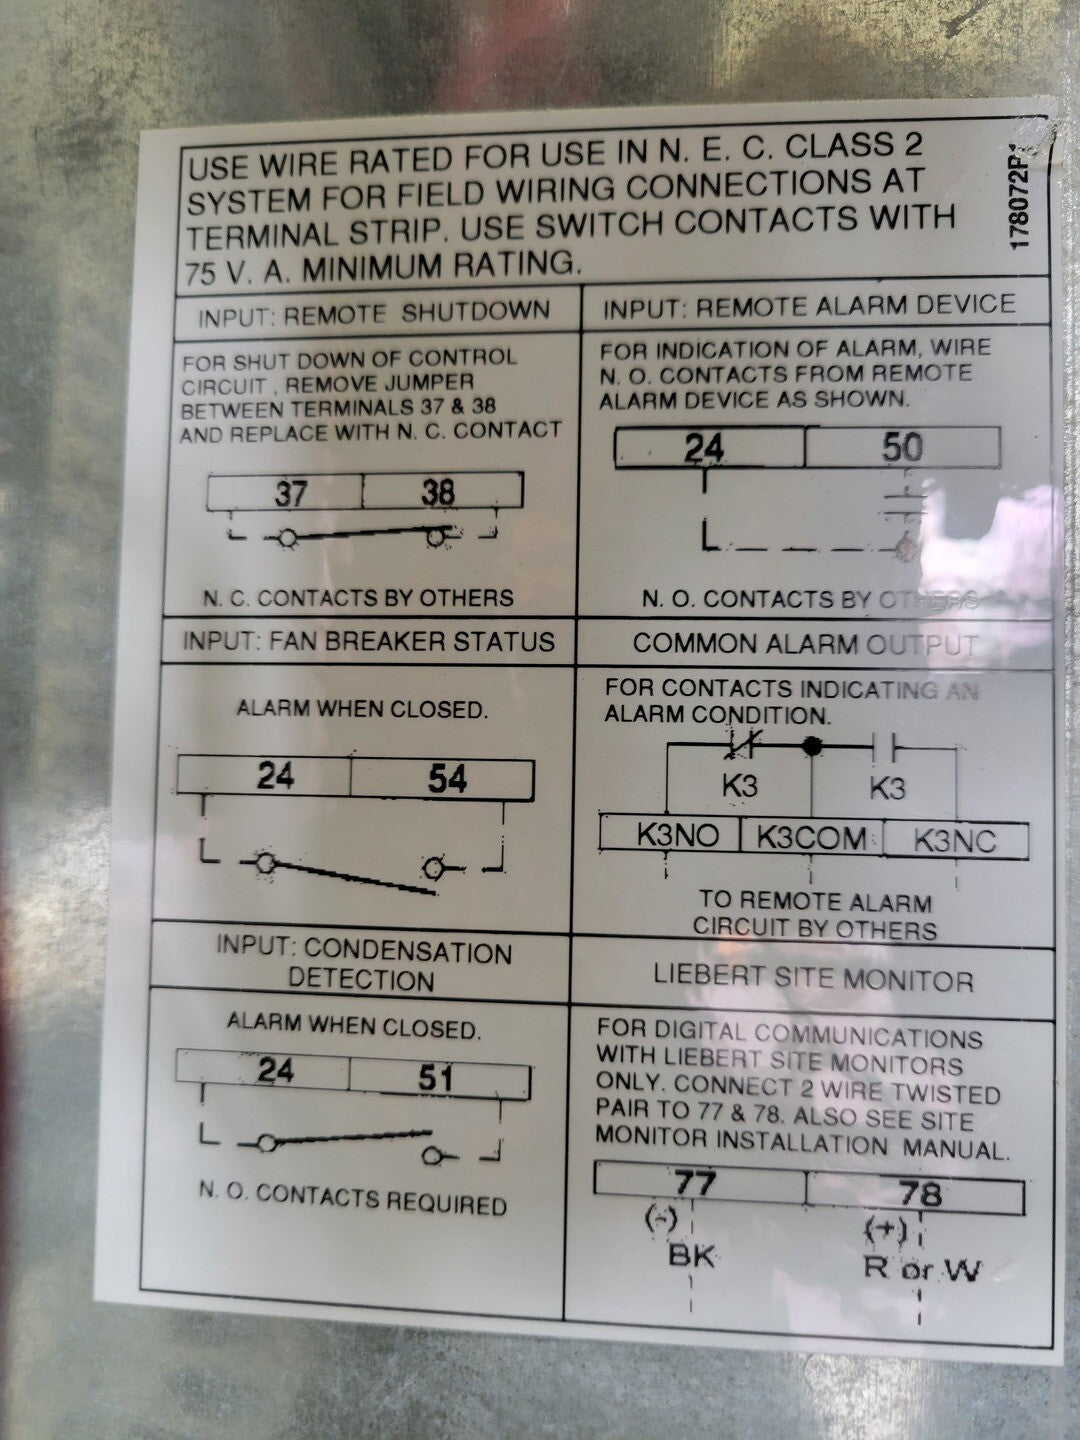 USE WIRE RATED FOR USE IN N. E. C. CLASS 2
SYSTEM FOR FIELD WIRING CONNECTIONS AT
TERMINAL STRIP. USE SWITCH CONTACTS WITH
75 V. A. MINIMUM RATING.
INPUT: REMOTE SHUTDOWN
FOR SHUT DOWN OF CONTROL
CIRCUIT , REMOVE JUMPER
BETWEEN TERMINALS 37 & 38
AND REPLACE WITH N. C. CONTACT
37 38
N. C. CONTACTS BY OTHERS
INPUT: REMOTE ALARM DEVICE
FOR INDICATION OF ALARM, WIRE
N. O. CONTACTS FROM REMOTE
ALARM DEVICE AS SHOWN.
24 50
N. O. CONTACTS BY OTHERS
INPUT: FAN BREAKER STATUS
ALARM WHEN CLOSED.
24 54
COMMON ALARM OUTPUT
FOR CONTACTS INDICATING AN
ALARM CONDITION.
K3 K3
K3NO K3COM K3NC
TO REMOTE ALARM
CIRCUIT BY OTHERS
INPUT: CONDENSATION
DETECTION
ALARM WHEN CLOSED.
24 51
N. O. CONTACTS REQUIRED
LIEBERT SITE MONITOR
FOR DIGITAL COMMUNICATIONS
WITH LIEBERT SITE MONITORS
ONLY. CONNECT 2 WIRE TWISTED
PAIR TO 77 & 78. ALSO SEE SITE
MONITOR INSTALLATION MANUAL.
77 78
(-) (+)
BK R or W